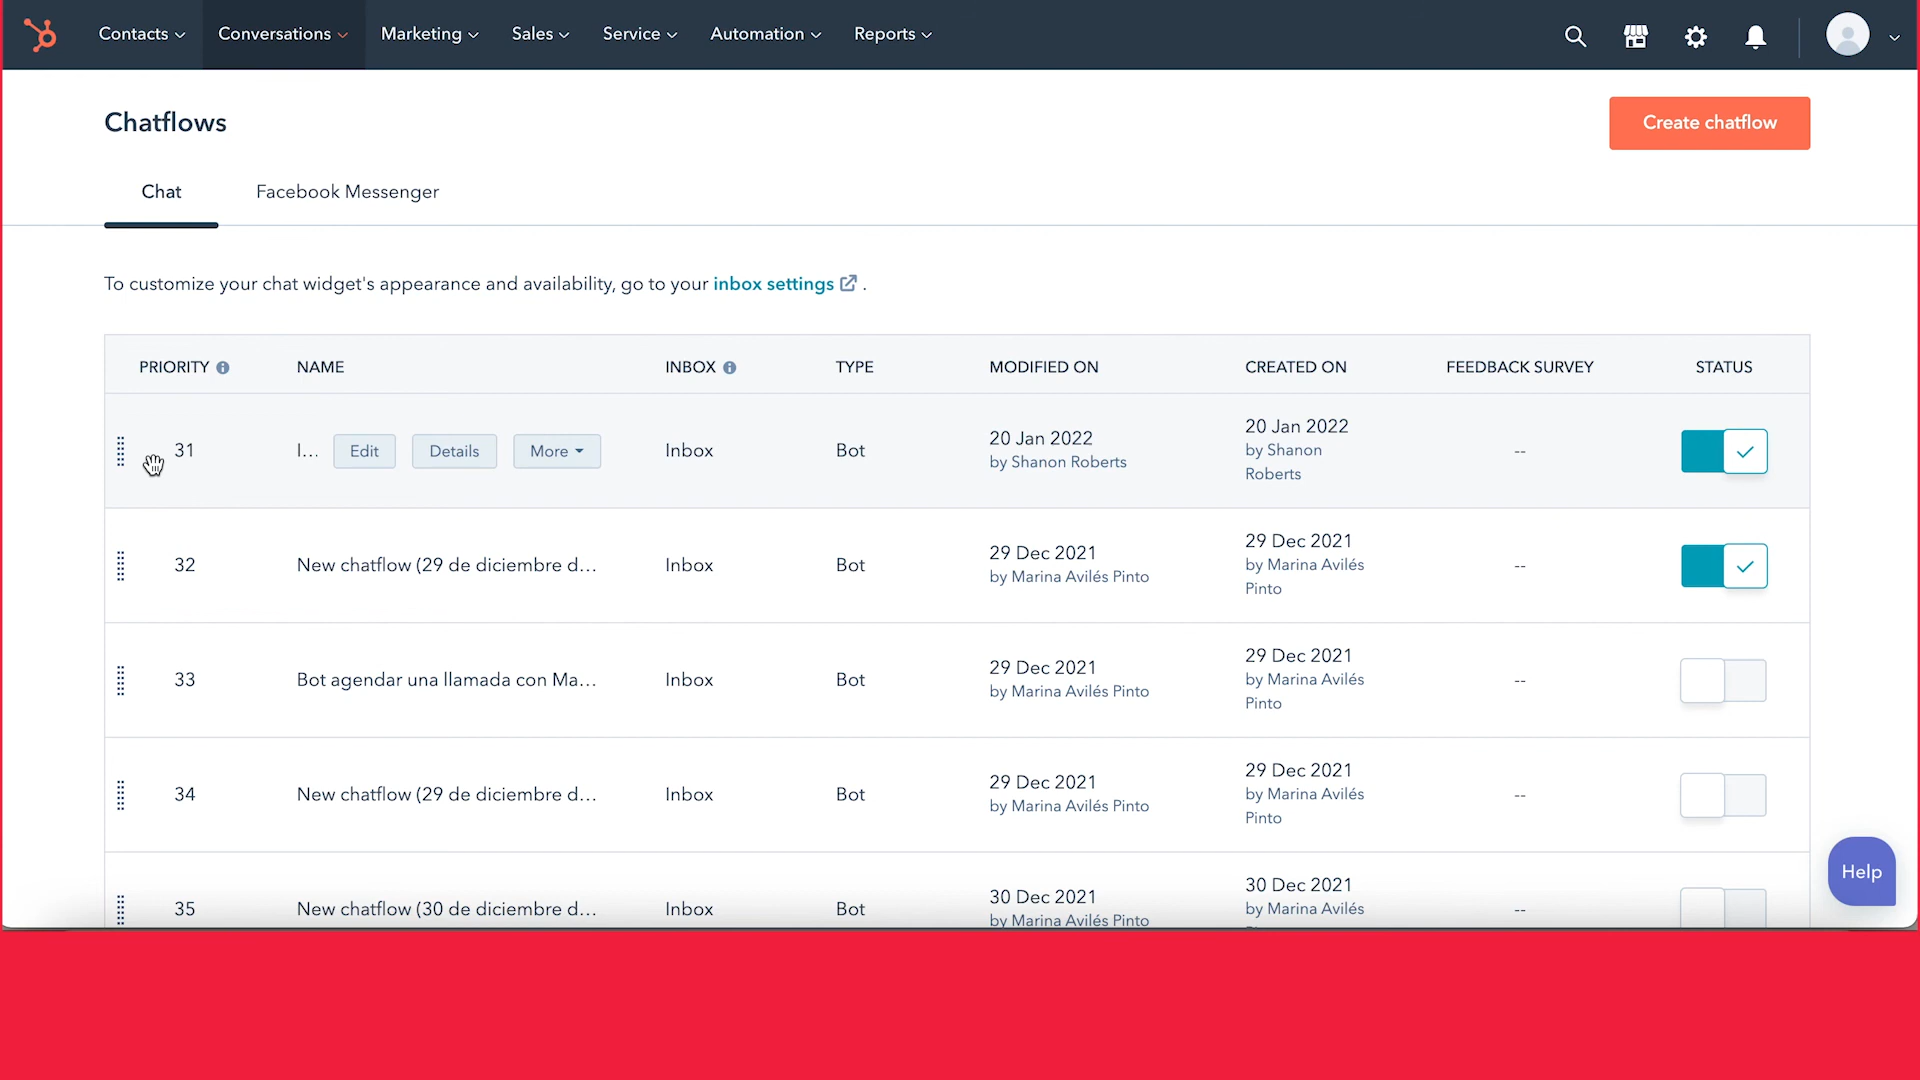 Contacts Conversations Marketing Sales Service Automation Reports
Chatflows
Create chatflow
Chat Facebook Messenger
To customize your chat widget's appearance and availability, go to your inbox settings .
PRIORITY NAME INBOX TYPE MODIFIED ON CREATED ON FEEDBACK SURVEY STATUS
31 I... Edit Details More Inbox Bot 20 Jan 2022 by Shanon Roberts 20 Jan 2022 by Shanon Roberts --
32 New chatflow (29 de diciembre d... Inbox Bot 29 Dec 2021 by Marina Avilés Pinto 29 Dec 2021 by Marina Avilés Pinto --
33 Bot agendar una llamada con Ma... Inbox Bot 29 Dec 2021 by Marina Avilés Pinto 29 Dec 2021 by Marina Avilés Pinto --
34 New chatflow (29 de diciembre d... Inbox Bot 29 Dec 2021 by Marina Avilés Pinto 29 Dec 2021 by Marina Avilés Pinto --
35 New chatflow (30 de diciembre d... Inbox Bot 30 Dec 2021 by Marina Avilés Pinto 30 Dec 2021 by Marina Avilés --
Help